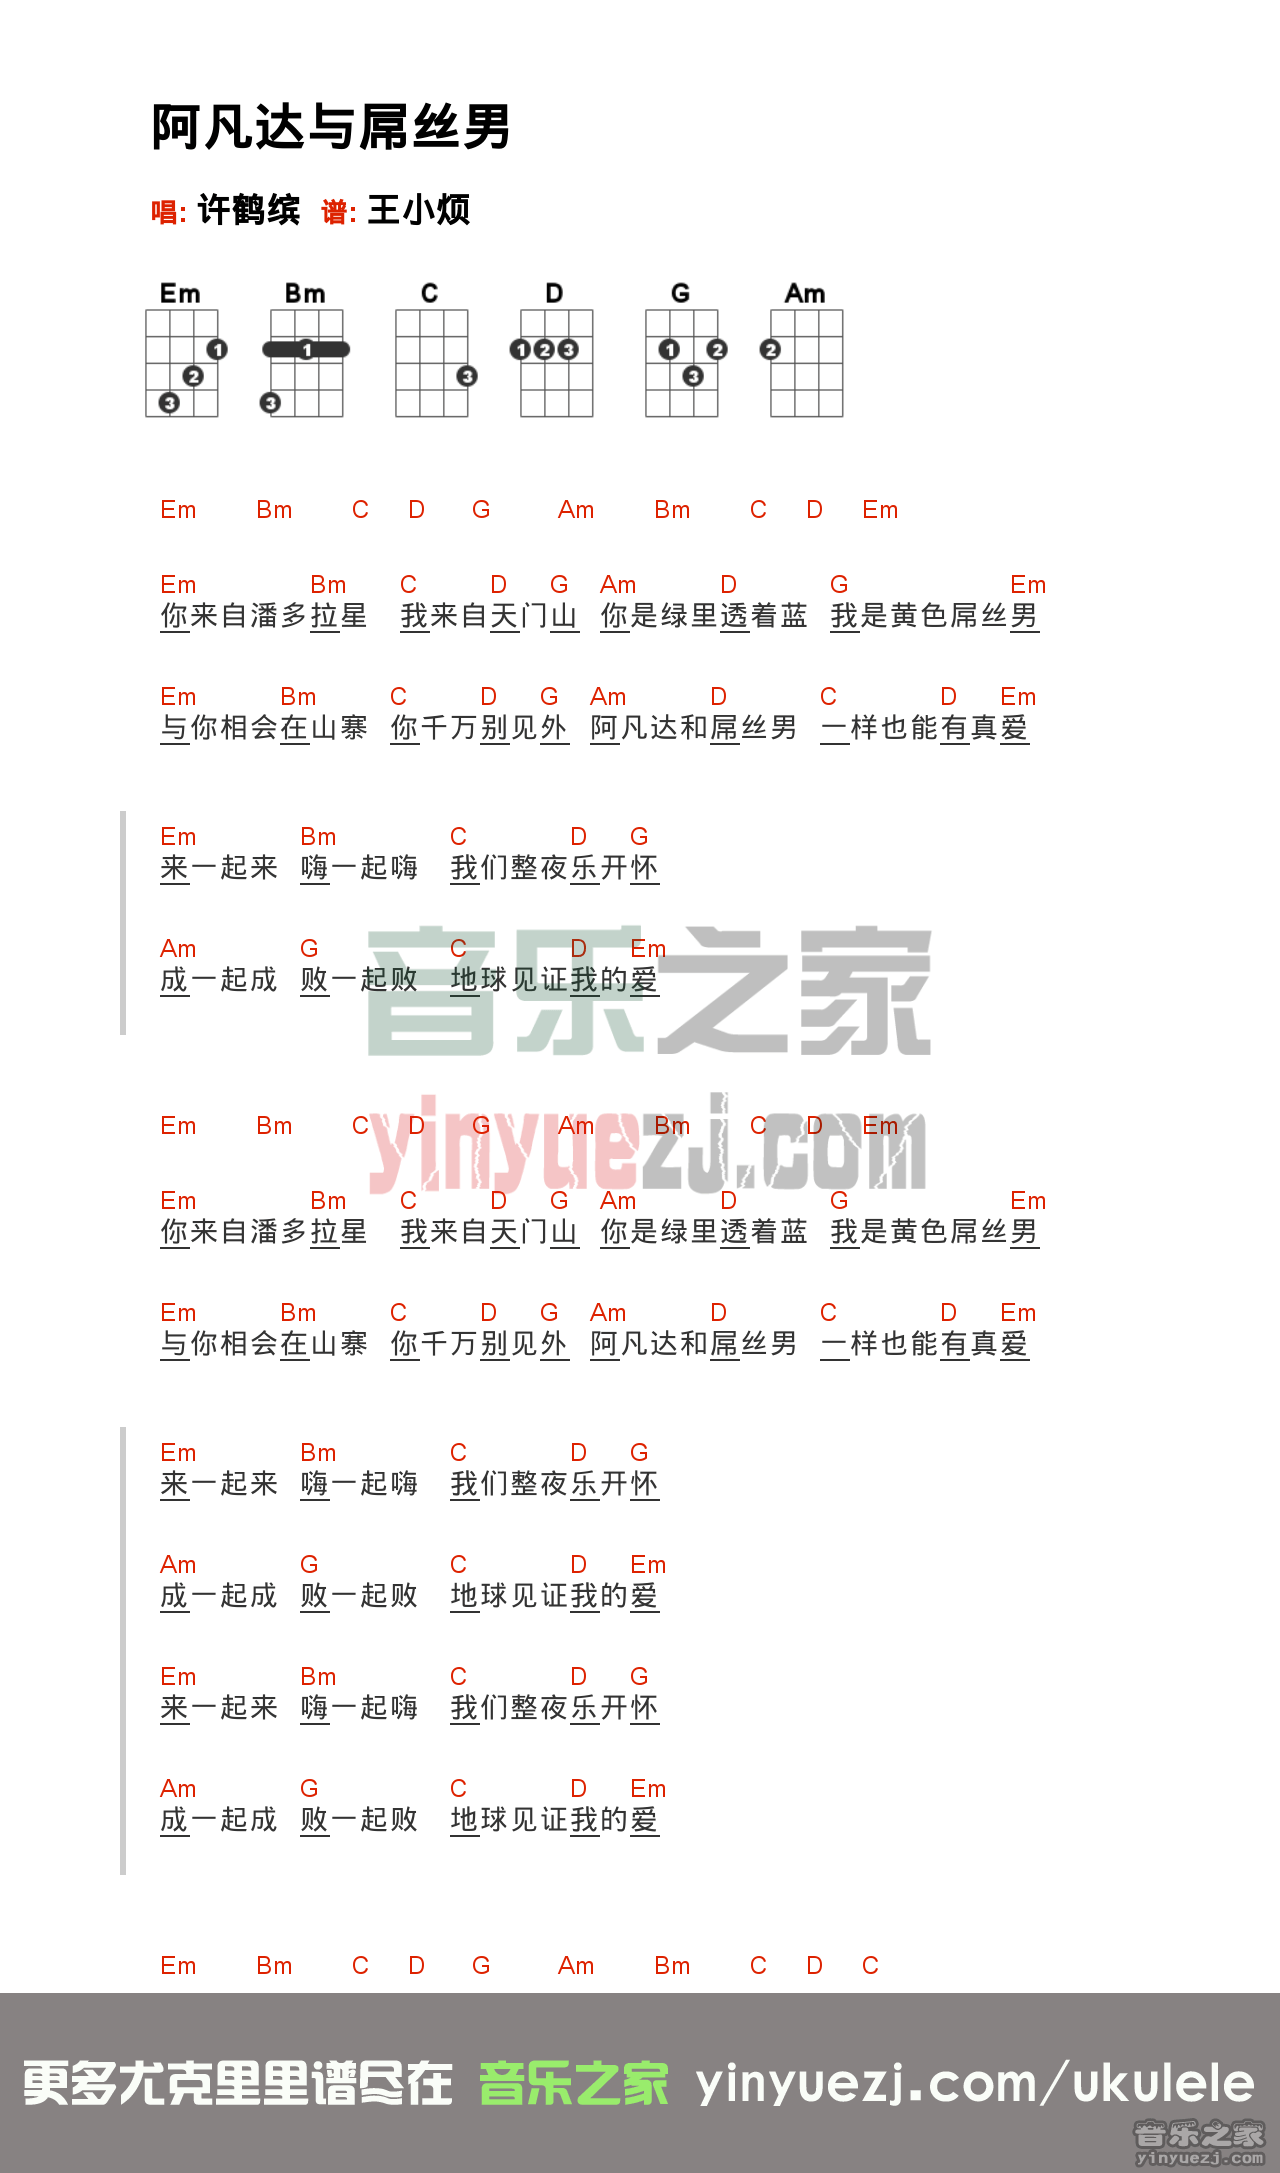 阿凡达与屌丝男
唱: 许鹤缤 谱: 王小烦
Em Bm C D G Am
1 2 3 1 3 3 1 2 3 1 2 3 2
Em Bm C D G Am Bm C D Em
Em Bm C D G Am D G Em
你来自潘多拉星 我来自天门山 你是绿里透着蓝 我是黄色屌丝男
Em Bm C D G Am D C D Em
与你相会在山寨 你千万别见外 阿凡达和屌丝男 一样也能有真爱
Em Bm C D G
来一起来 嗨一起嗨 我们整夜乐开怀
Am G C D Em
成一起成 败一起败 地球见证我的爱
音乐之家
yinyuezj.com
Em Bm C D G Am Bm C D Em
Em Bm C D G Am D G Em
你来自潘多拉星 我来自天门山 你是绿里透着蓝 我是黄色屌丝男
Em Bm C D G Am D C D Em
与你相会在山寨 你千万别见外 阿凡达和屌丝男 一样也能有真爱
Em Bm C D G
来一起来 嗨一起嗨 我们整夜乐开怀
Am G C D Em
成一起成 败一起败 地球见证我的爱
Em Bm C D G
来一起来 嗨一起嗨 我们整夜乐开怀
Am G C D Em
成一起成 败一起败 地球见证我的爱
Em Bm C D G Am Bm C D C
更多尤克里里谱尽在 音乐之家 yinyuezj.com/ukulele
音乐之家
yinyuezj.com